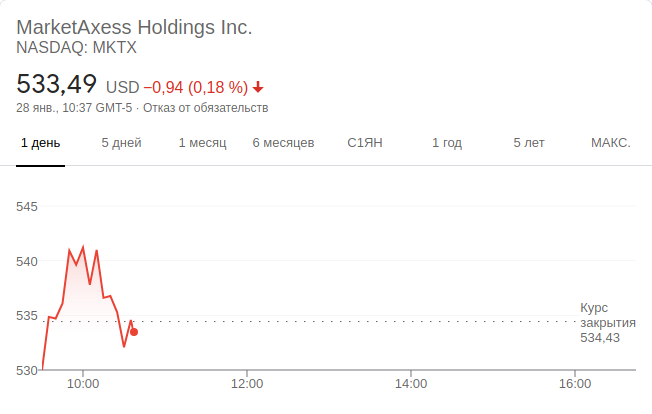 MarketAxess Holdings Inc.
NASDAQ: MKTX
533,49 USD −0,94 (0,18 %)
28 янв., 10:37 GMT-5 · Отказ от обязательств
1 день 5 дней 1 месяц 6 месяцев С1ЯН 1 год 5 лет МАКС.
545
540
535
530
Курс
закрытия
534,43
10:00 12:00 14:00 16:00